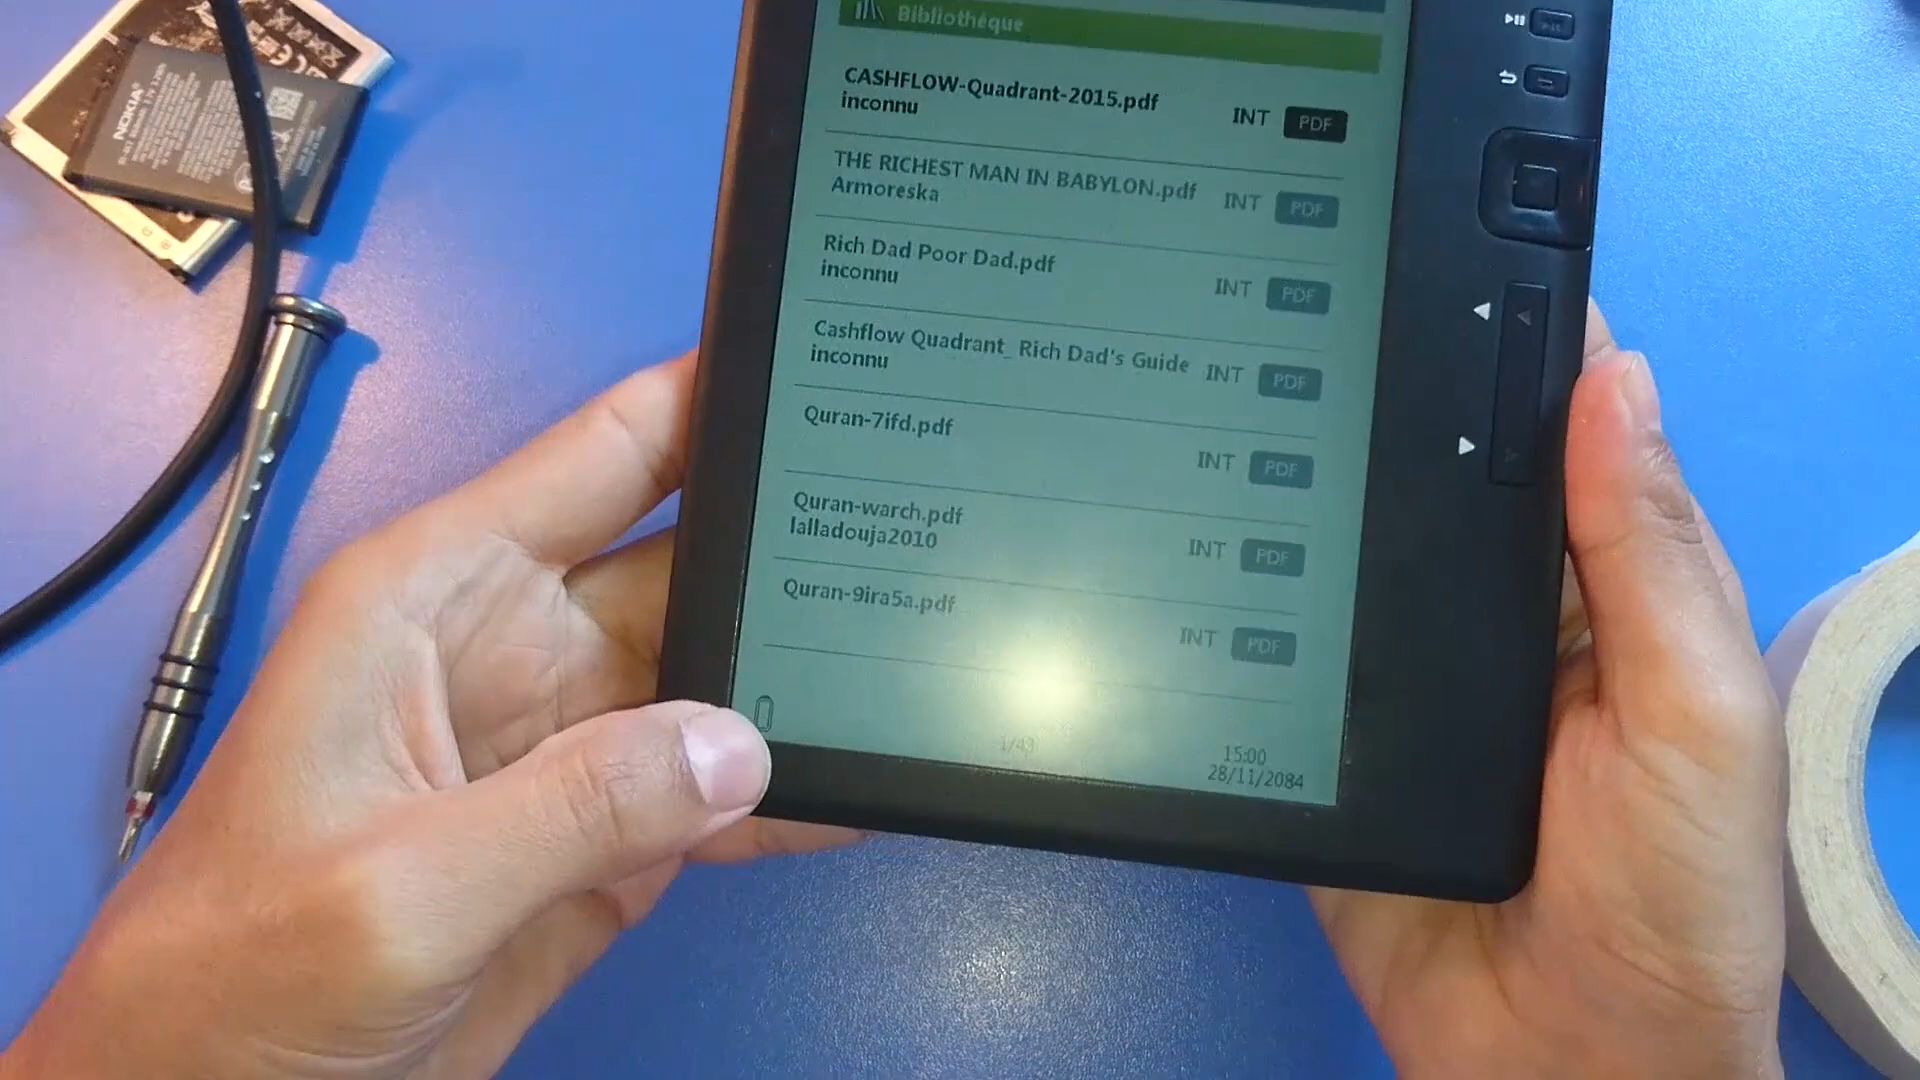 Bibliothéque
CASHFLOW-Quadrant-2015.pdf
inconnu
INT PDF
THE RICHEST MAN IN BABYLON.pdf
Armoreska
INT PDF
Rich Dad Poor Dad.pdf
inconnu
INT PDF
Cashflow Quadrant_ Rich Dad's Guide
inconnu
INT PDF
Quran-7ifd.pdf
INT PDF
Quran-warch.pdf
lalladouja2010
INT PDF
Quran-9ira5a.pdf
INT PDF
1/43
15:00
28/11/2084
NOKIA